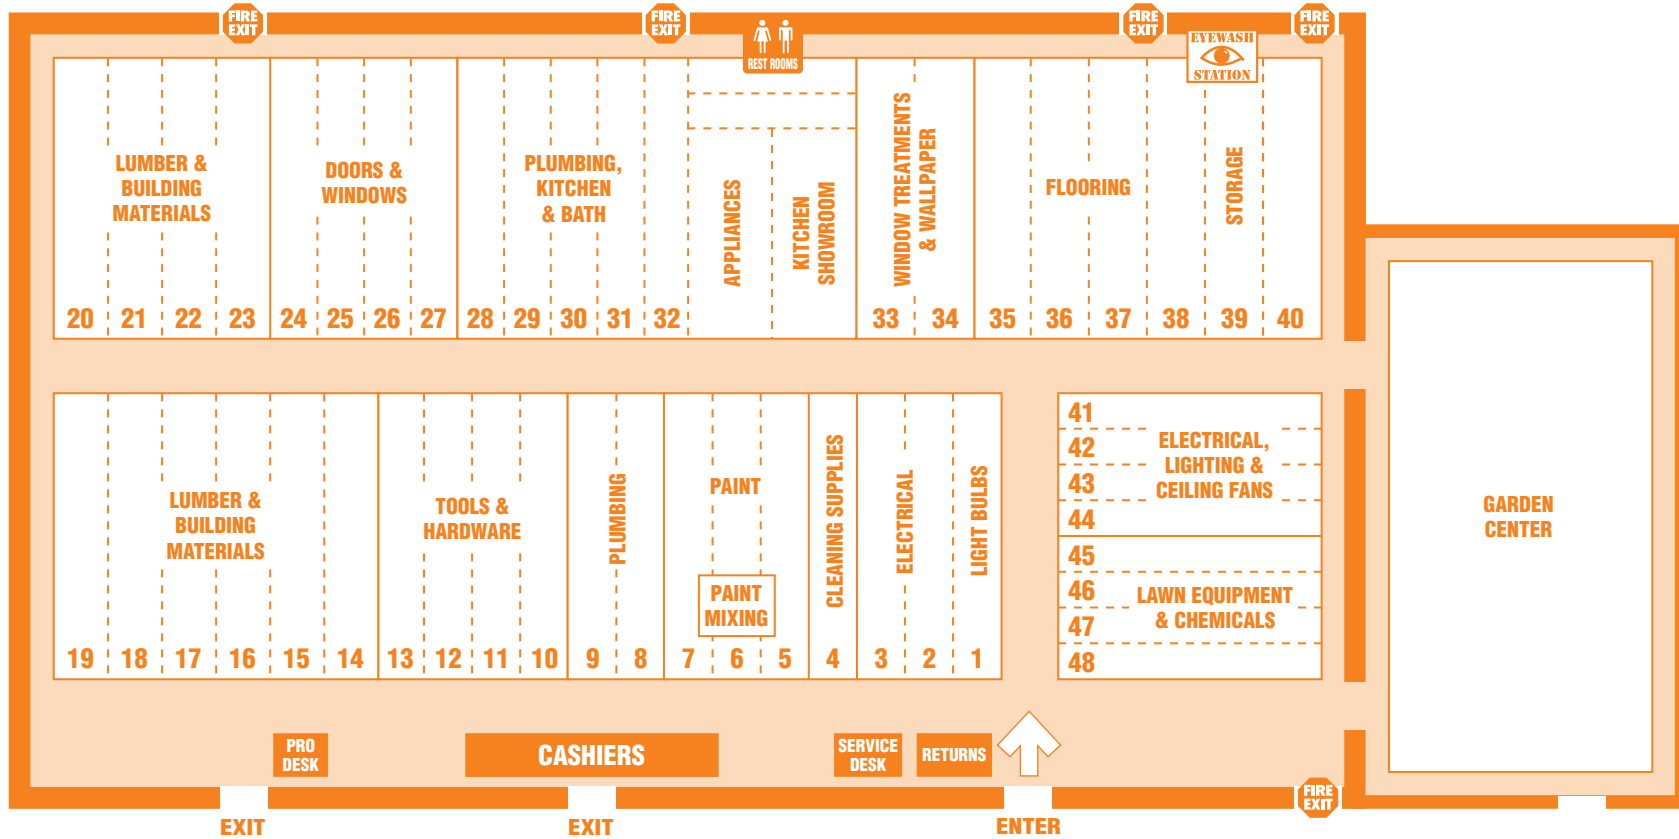 FIRE
EXIT
FIRE
EXIT
FIRE
EXIT
FIRE
EXIT
REST ROOMS
EYEWASH
STATION
LUMBER &
BUILDING
MATERIALS
DOORS &
WINDOWS
PLUMBING,
KITCHEN
& BATH
APPLIANCES
KITCHEN
SHOWROOM
WINDOW TREATMENTS
& WALLPAPER
FLOORING
STORAGE
20 21 22 23 24 25 26 27 28 29 30 31 32 33 34 35 36 37 38 39 40
LUMBER &
BUILDING
MATERIALS
TOOLS &
HARDWARE
PLUMBING
PAINT
PAINT
MIXING
CLEANING SUPPLIES
ELECTRICAL
LIGHT BULBS
19 18 17 16 15 14 13 12 11 10 9 8 7 6 5 4 3 2 1
41
42
43
44
ELECTRICAL,
LIGHTING &
CEILING FANS
45
46
47
48
LAWN EQUIPMENT
& CHEMICALS
GARDEN
CENTER
PRO
DESK
CASHIERS
SERVICE
DESK
RETURNS
FIRE
EXIT
EXIT
EXIT
ENTER